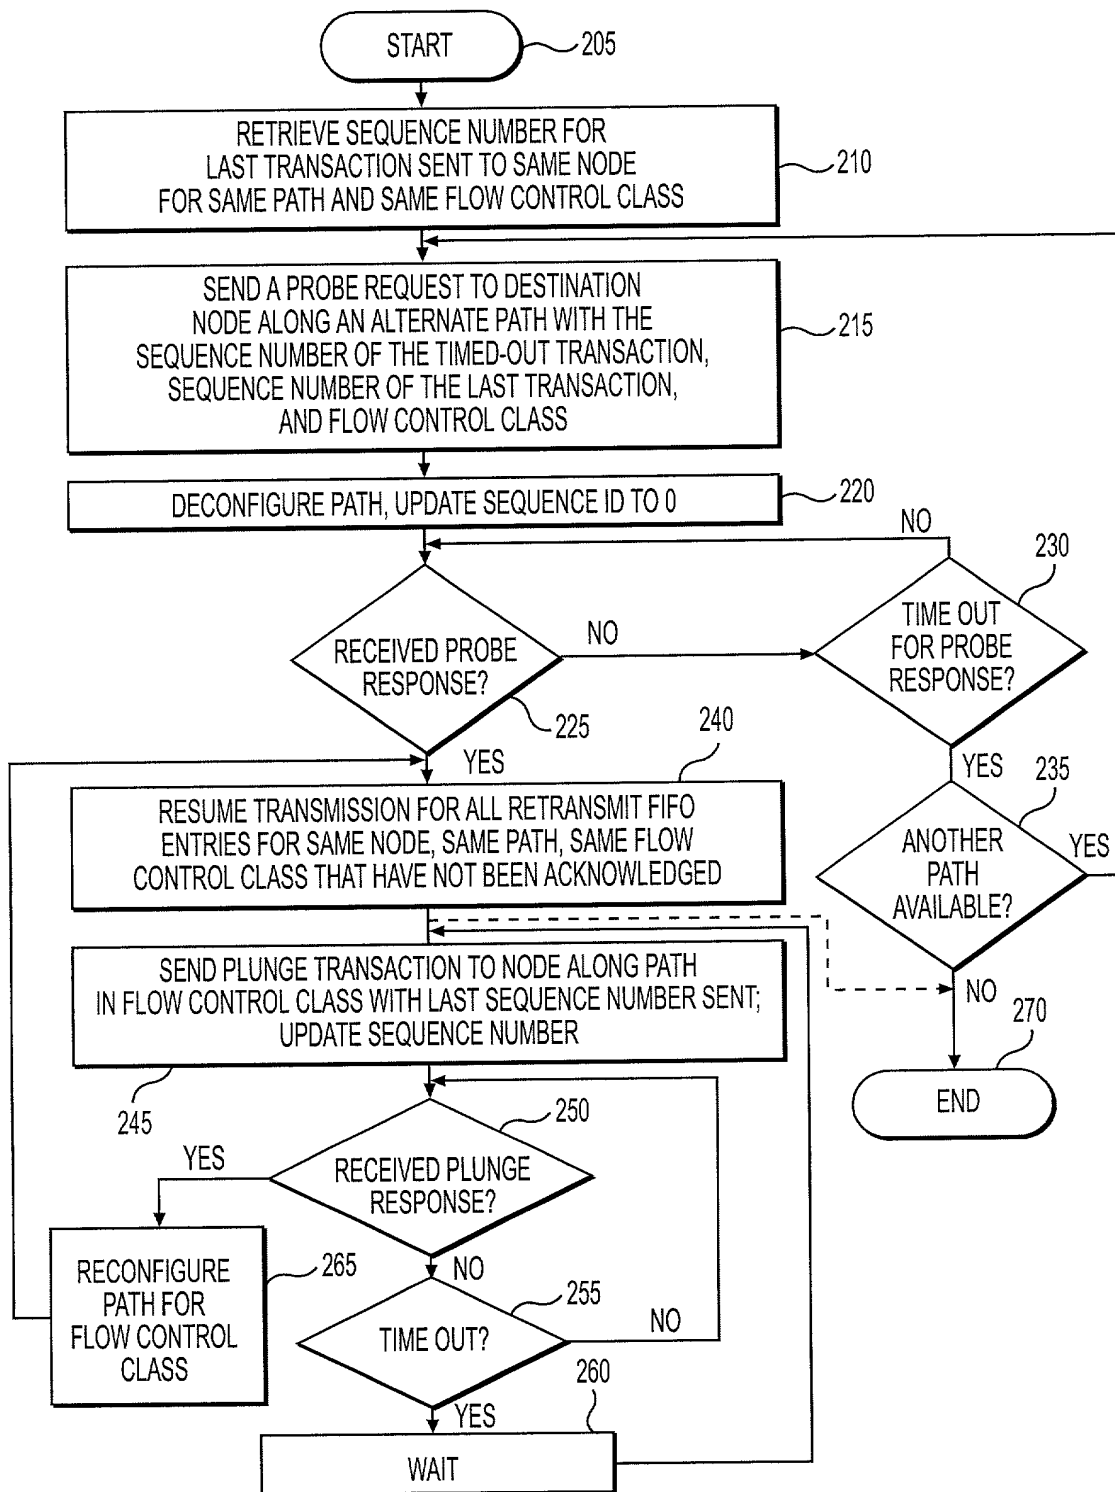 START
205
RETRIEVE SEQUENCE NUMBER FOR
LAST TRANSACTION SENT TO SAME NODE
FOR SAME PATH AND SAME FLOW CONTROL CLASS
210
SEND A PROBE REQUEST TO DESTINATION
NODE ALONG AN ALTERNATE PATH WITH THE
SEQUENCE NUMBER OF THE TIMED-OUT TRANSACTION,
SEQUENCE NUMBER OF THE LAST TRANSACTION,
AND FLOW CONTROL CLASS
215
DECONFIGURE PATH, UPDATE SEQUENCE ID TO 0
220
NO
230
RECEIVED PROBE
RESPONSE?
225
NO
TIME OUT
FOR PROBE
RESPONSE?
YES
YES
240
235
RESUME TRANSMISSION FOR ALL RETRANSMIT FIFO
ENTRIES FOR SAME NODE, SAME PATH, SAME FLOW
CONTROL CLASS THAT HAVE NOT BEEN ACKNOWLEDGED
ANOTHER
PATH
AVAILABLE?
YES
NO
SEND PLUNGE TRANSACTION TO NODE ALONG PATH
IN FLOW CONTROL CLASS WITH LAST SEQUENCE NUMBER SENT;
UPDATE SEQUENCE NUMBER
245
270
END
250
RECEIVED PLUNGE
RESPONSE?
YES
NO
RECONFIGURE
PATH FOR
FLOW CONTROL
CLASS
265
255
TIME OUT?
NO
YES
260
WAIT